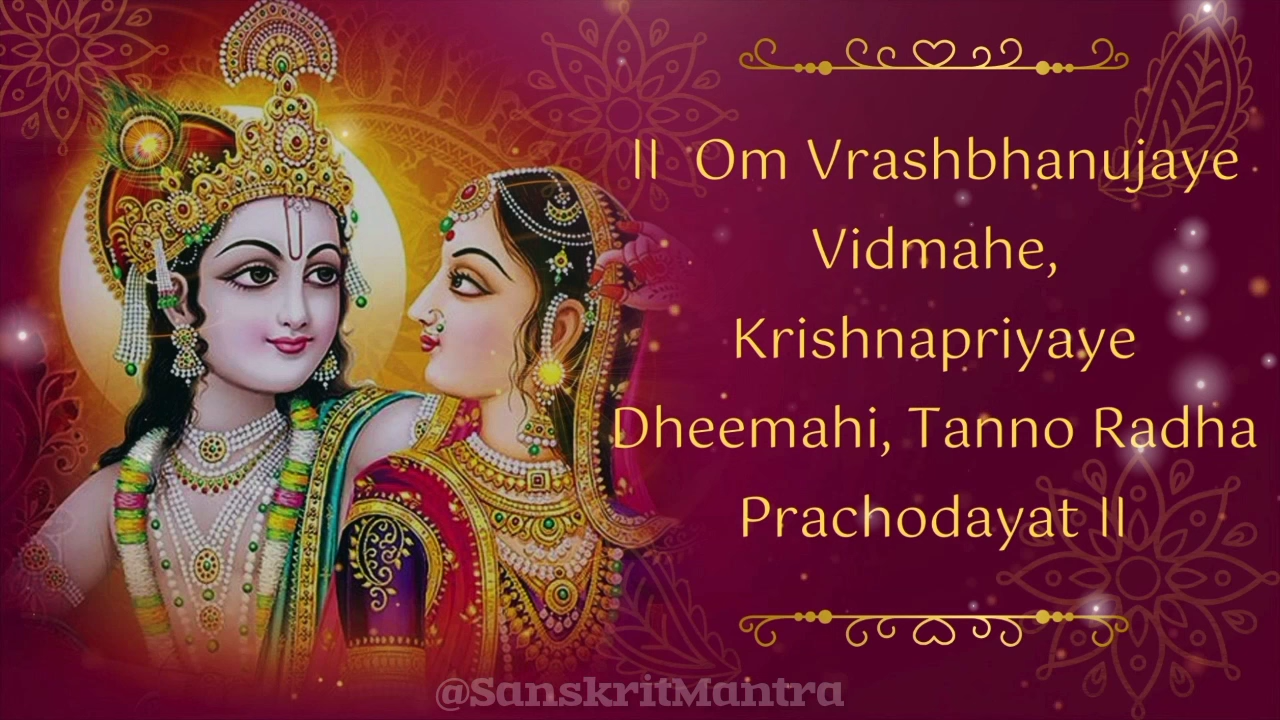 II Om Vrashbhanujaye
Vidmahe,
Krishnapriyaye
Dheemahi, Tanno Radha
Prachodayat II
@SanskritMantra